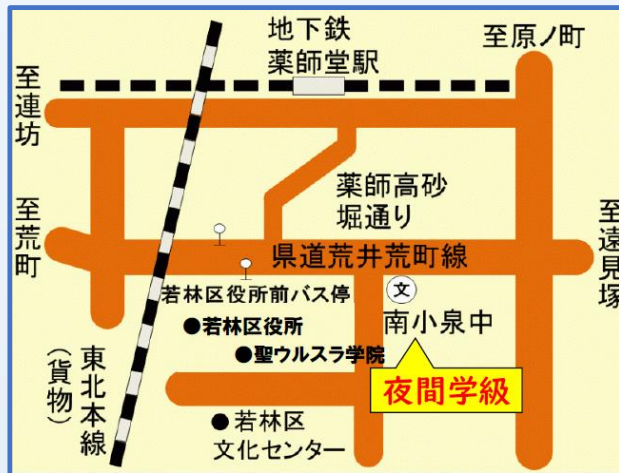 地下鉄
薬師堂駅
至原ノ町
至連坊
薬師高砂
堀通り
至荒町
至遠見塚
県道荒井荒町線
若林区役所前バス停
文
●若林区役所
南小泉中
●聖ウルスラ学院
夜間学級
東北本線
(貨物)
●若林区
文化センター